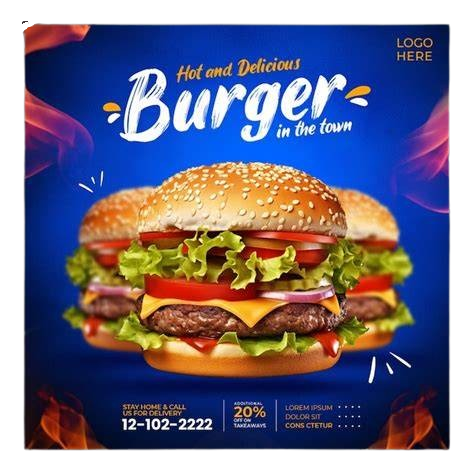 LOGO
HERE
Hot and Delicious
Burger
in the town
STAY HOME & CALL
US FOR DELIVERY
12-102-2222
ADDITIONAL
20%
OFF ON
TAKEAWAYS
LOREM IPSUM
DOLOR SIT
CONS CTETUR